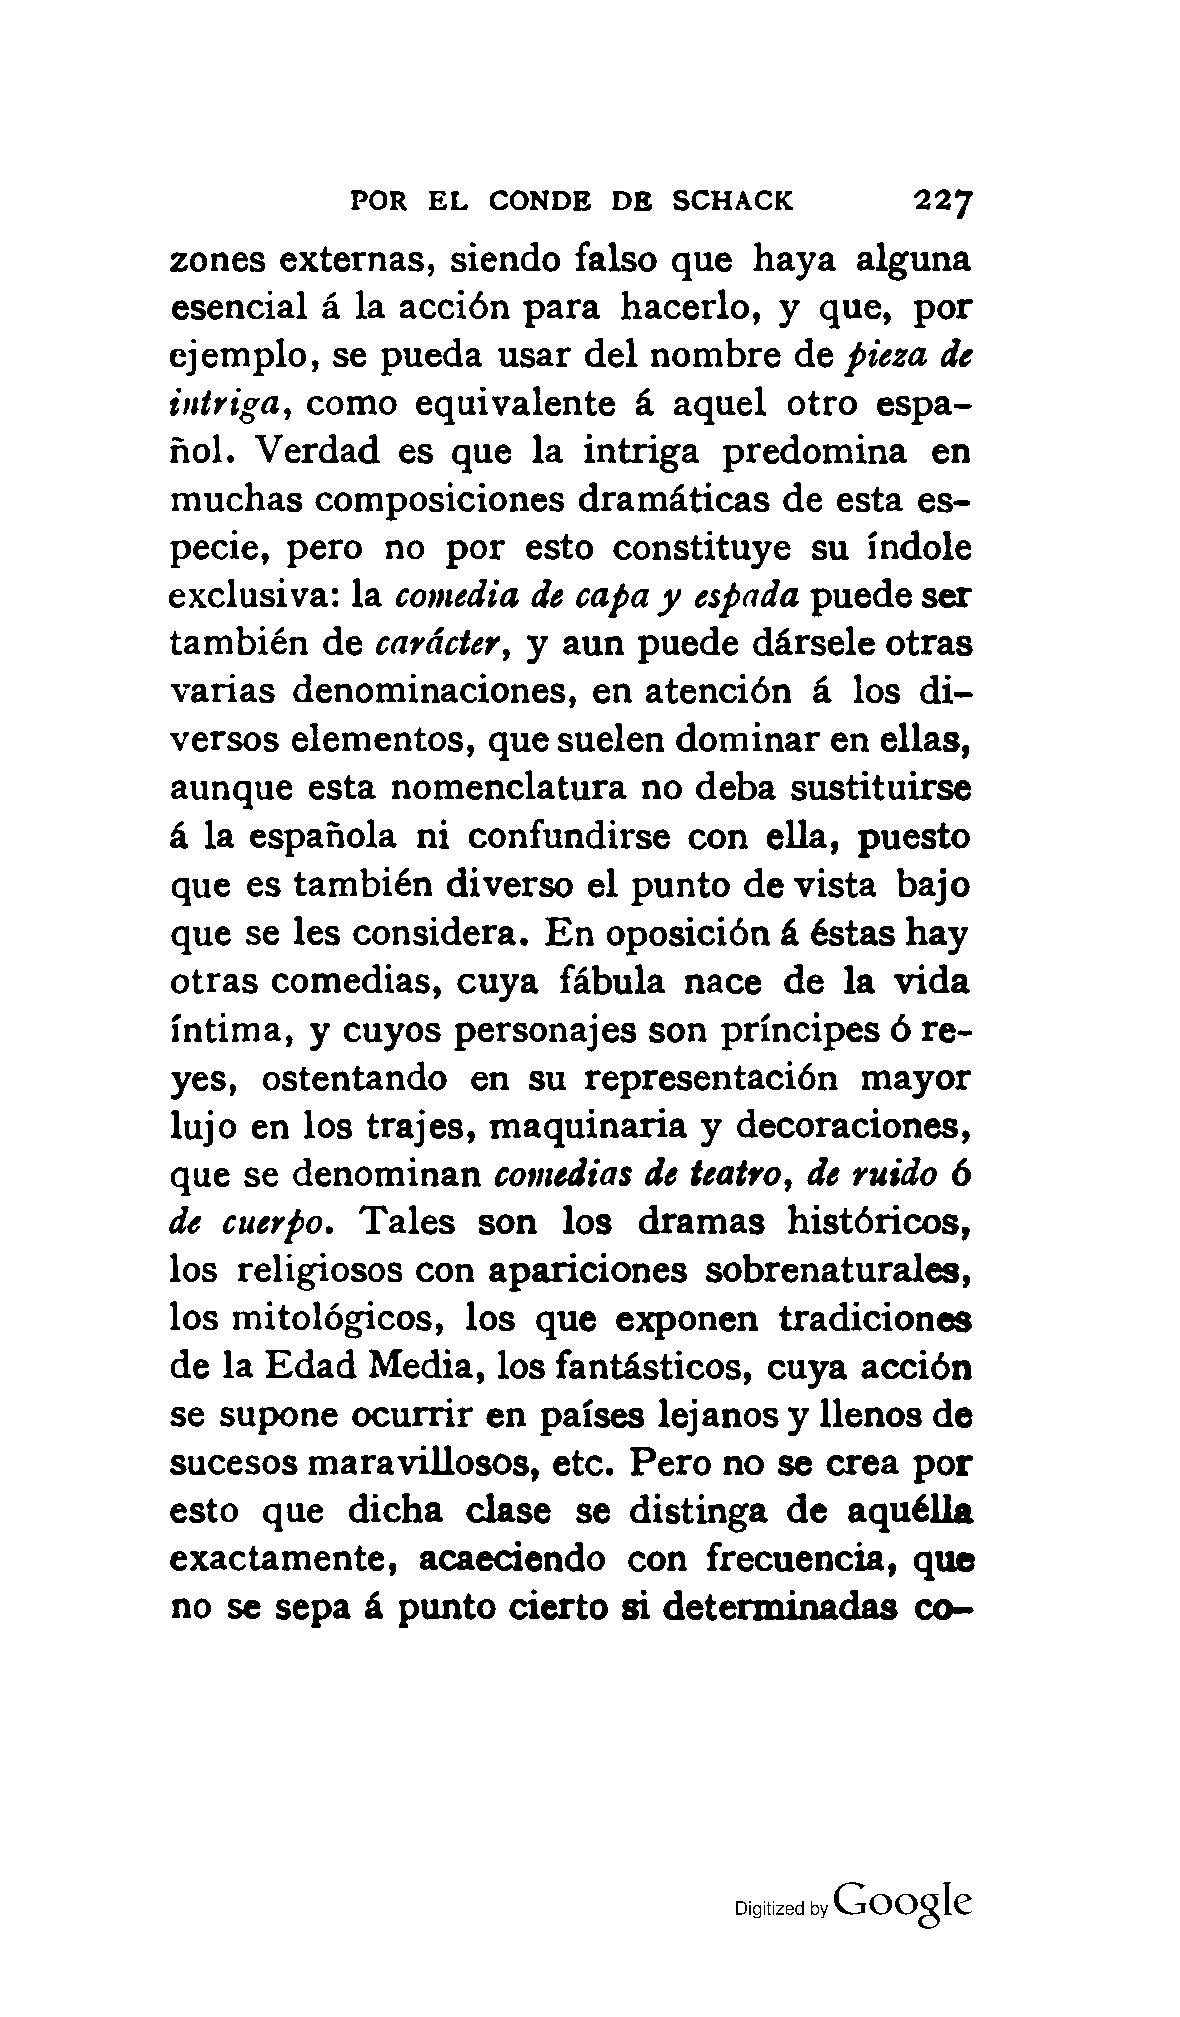 POR EL CONDE DE SCHACK 227
zones externas, siendo falso que haya alguna
esencial á la acción para hacerlo, y que, por
ejemplo, se pueda usar del nombre de pieza de
intriga, como equivalente á aquel otro espa-
ñol. Verdad es que la intriga predomina en
muchas composiciones dramáticas de esta es-
pecie, pero no por esto constituye su índole
exclusiva: la comedia de capa y espada puede ser
también de carácter, y aun puede dársele otras
varias denominaciones, en atención á los di-
versos elementos, que suelen dominar en ellas,
aunque esta nomenclatura no deba sustituirse
á la española ni confundirse con ella, puesto
que es también diverso el punto de vista bajo
que se les considera. En oposición á éstas hay
otras comedias, cuya fábula nace de la vida
íntima, y cuyos personajes son príncipes ó re-
yes, ostentando en su representación mayor
lujo en los trajes, maquinaria y decoraciones,
que se denominan comedias de teatro, de ruido ó
de cuerpo. Tales son los dramas históricos,
los religiosos con apariciones sobrenaturales,
los mitológicos, los que exponen tradiciones
de la Edad Media, los fantásticos, cuya acción
se supone ocurrir en países lejanos y llenos de
sucesos maravillosos, etc. Pero no se crea por
esto que dicha clase se distinga de aquélla
exactamente, acaeciendo con frecuencia, que
no se sepa á punto cierto si determinadas co-
Digitized by Google